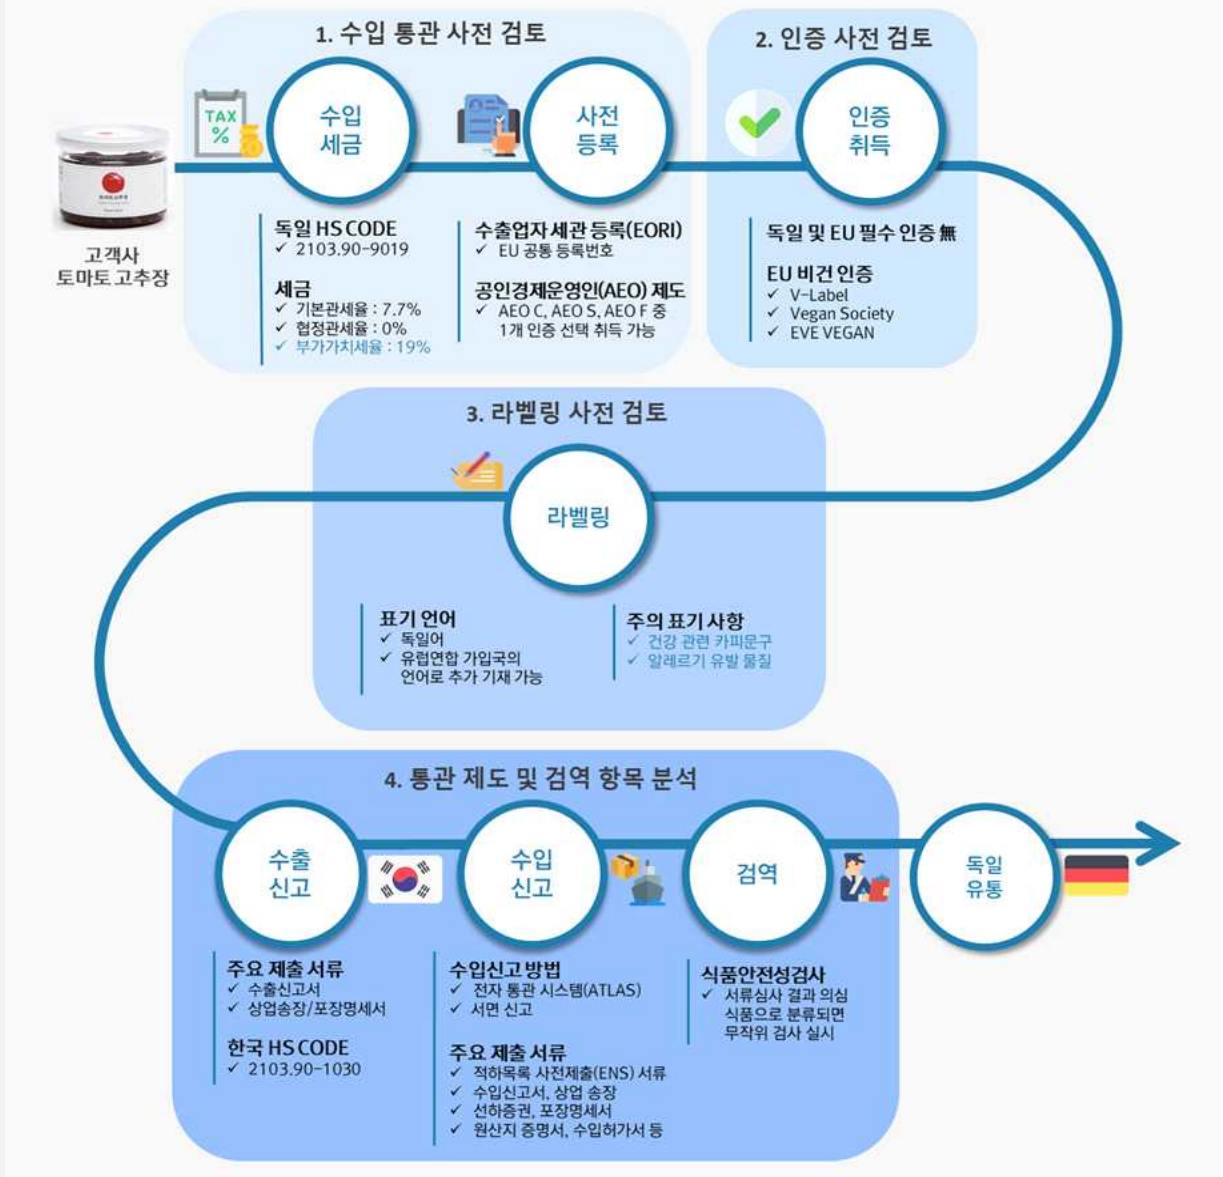 1. 수입 통관 사전 검토
TAX
%
수입
세금
사전
등록
고객사
토마토 고추장
독일 HS CODE
✓ 2103.90-9019
세금
✓ 기본관세율 : 7.7%
✓ 협정관세율 : 0%
✓ 부가가치세율 : 19%
수출업자 세관 등록(EORI)
✓ EU 공통 등록번호
공인경제운영인(AEO) 제도
✓ AEO C, AEO S, AEO F 중
1개 인증 선택 취득 가능
2. 인증 사전 검토
인증
취득
독일 및 EU 필수 인증 無
EU 비건 인증
✓ V-Label
✓ Vegan Society
✓ EVE VEGAN
3. 라벨링 사전 검토
라벨링
표기 언어
✓ 독일어
✓ 유럽연합 가입국의
언어로 추가 기재 가능
주의 표기 사항
✓ 건강 관련 카피문구
✓ 알레르기 유발 물질
4. 통관 제도 및 검역 항목 분석
수출
신고
수입
신고
검역
독일
유통
주요 제출 서류
✓ 수출신고서
✓ 상업송장/포장명세서
한국 HS CODE
✓ 2103.90-1030
수입신고 방법
✓ 전자 통관 시스템(ATLAS)
✓ 서면 신고
주요 제출 서류
✓ 적하목록 사전제출(ENS) 서류
✓ 수입신고서, 상업 송장
✓ 선하증권, 포장명세서
✓ 원산지 증명서, 수입허가서 등
식품안전성검사
✓ 서류심사 결과 의심
식품으로 분류되면
무작위 검사 실시